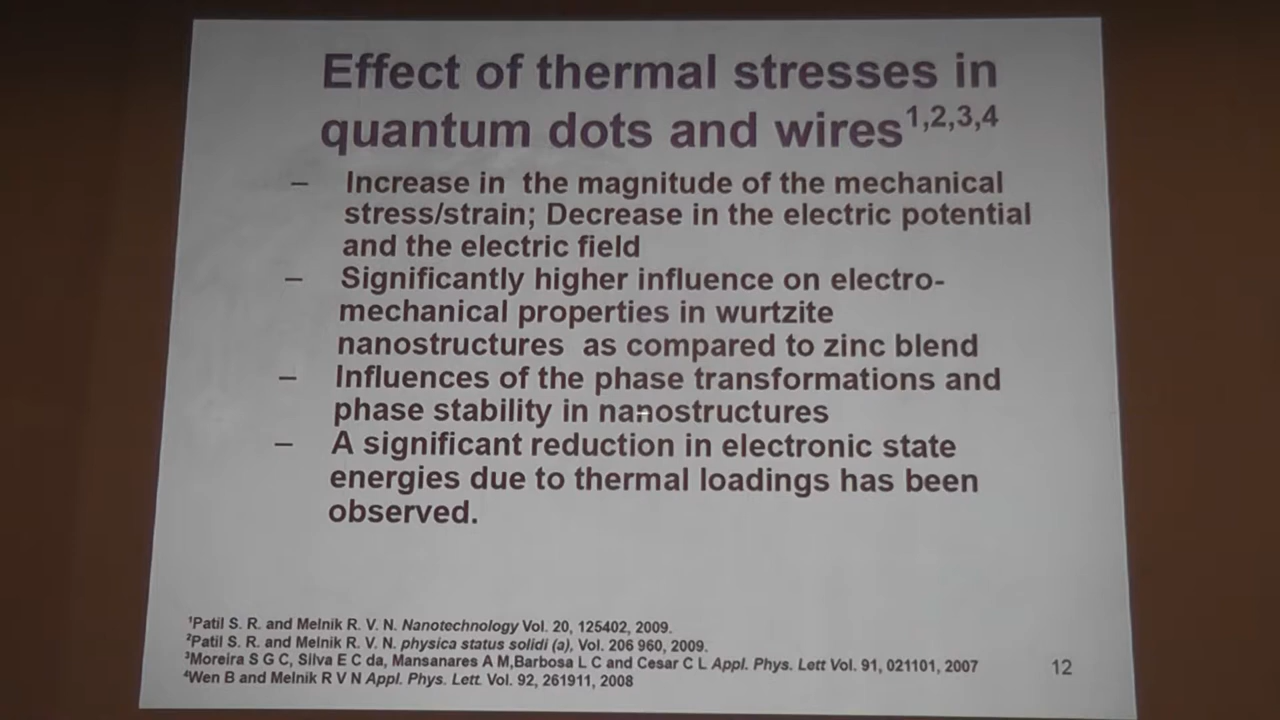 Effect of thermal stresses in
quantum dots and wires1,2,3,4
– Increase in the magnitude of the mechanical
stress/strain; Decrease in the electric potential
and the electric field
– Significantly higher influence on electro-
mechanical properties in wurtzite
nanostructures as compared to zinc blend
– Influences of the phase transformations and
phase stability in nanostructures
– A significant reduction in electronic state
energies due to thermal loadings has been
observed.
1Patil S. R. and Melnik R. V. N. Nanotechnology Vol. 20, 125402, 2009.
2Patil S. R. and Melnik R. V. N. physica status solidi (a), Vol. 206 960, 2009.
3Moreira S G C, Silva E C da, Mansanares A M,Barbosa L C and Cesar C L Appl. Phys. Lett Vol. 91, 021101, 2007
4Wen B and Melnik R V N Appl. Phys. Lett. Vol. 92, 261911, 2008
12